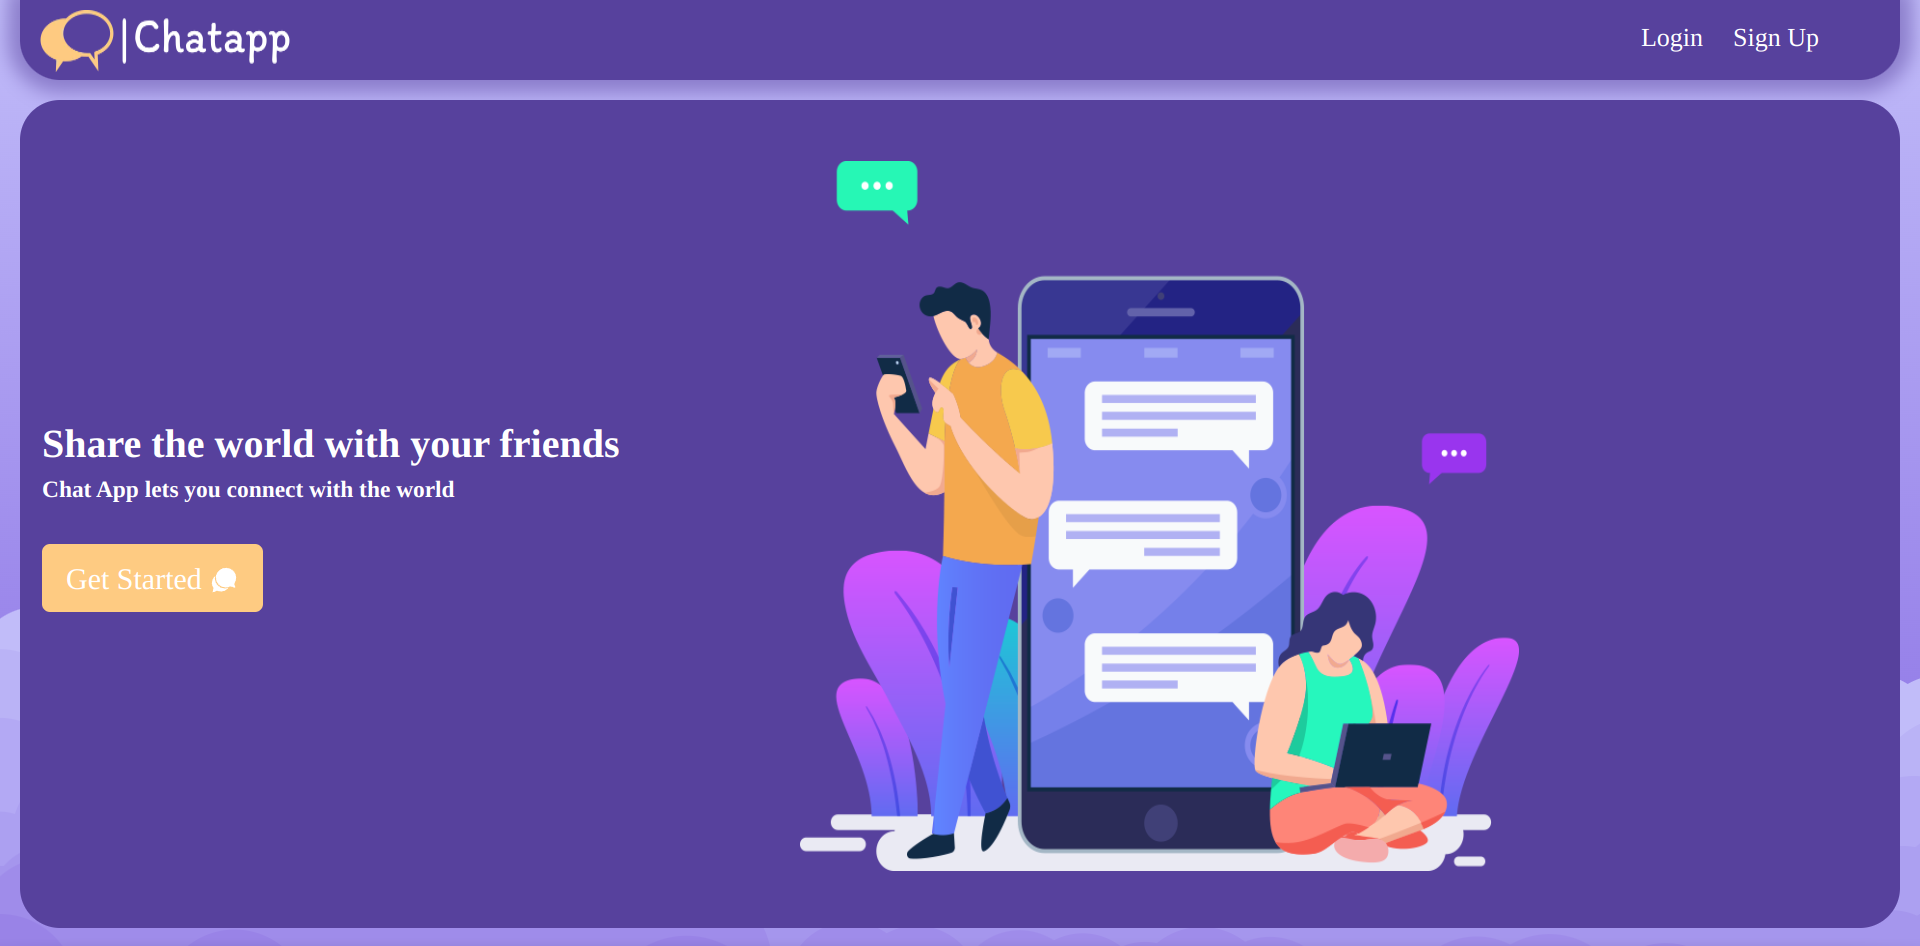 Chatapp
Login Sign Up
Share the world with your friends
Chat App lets you connect with the world
Get Started